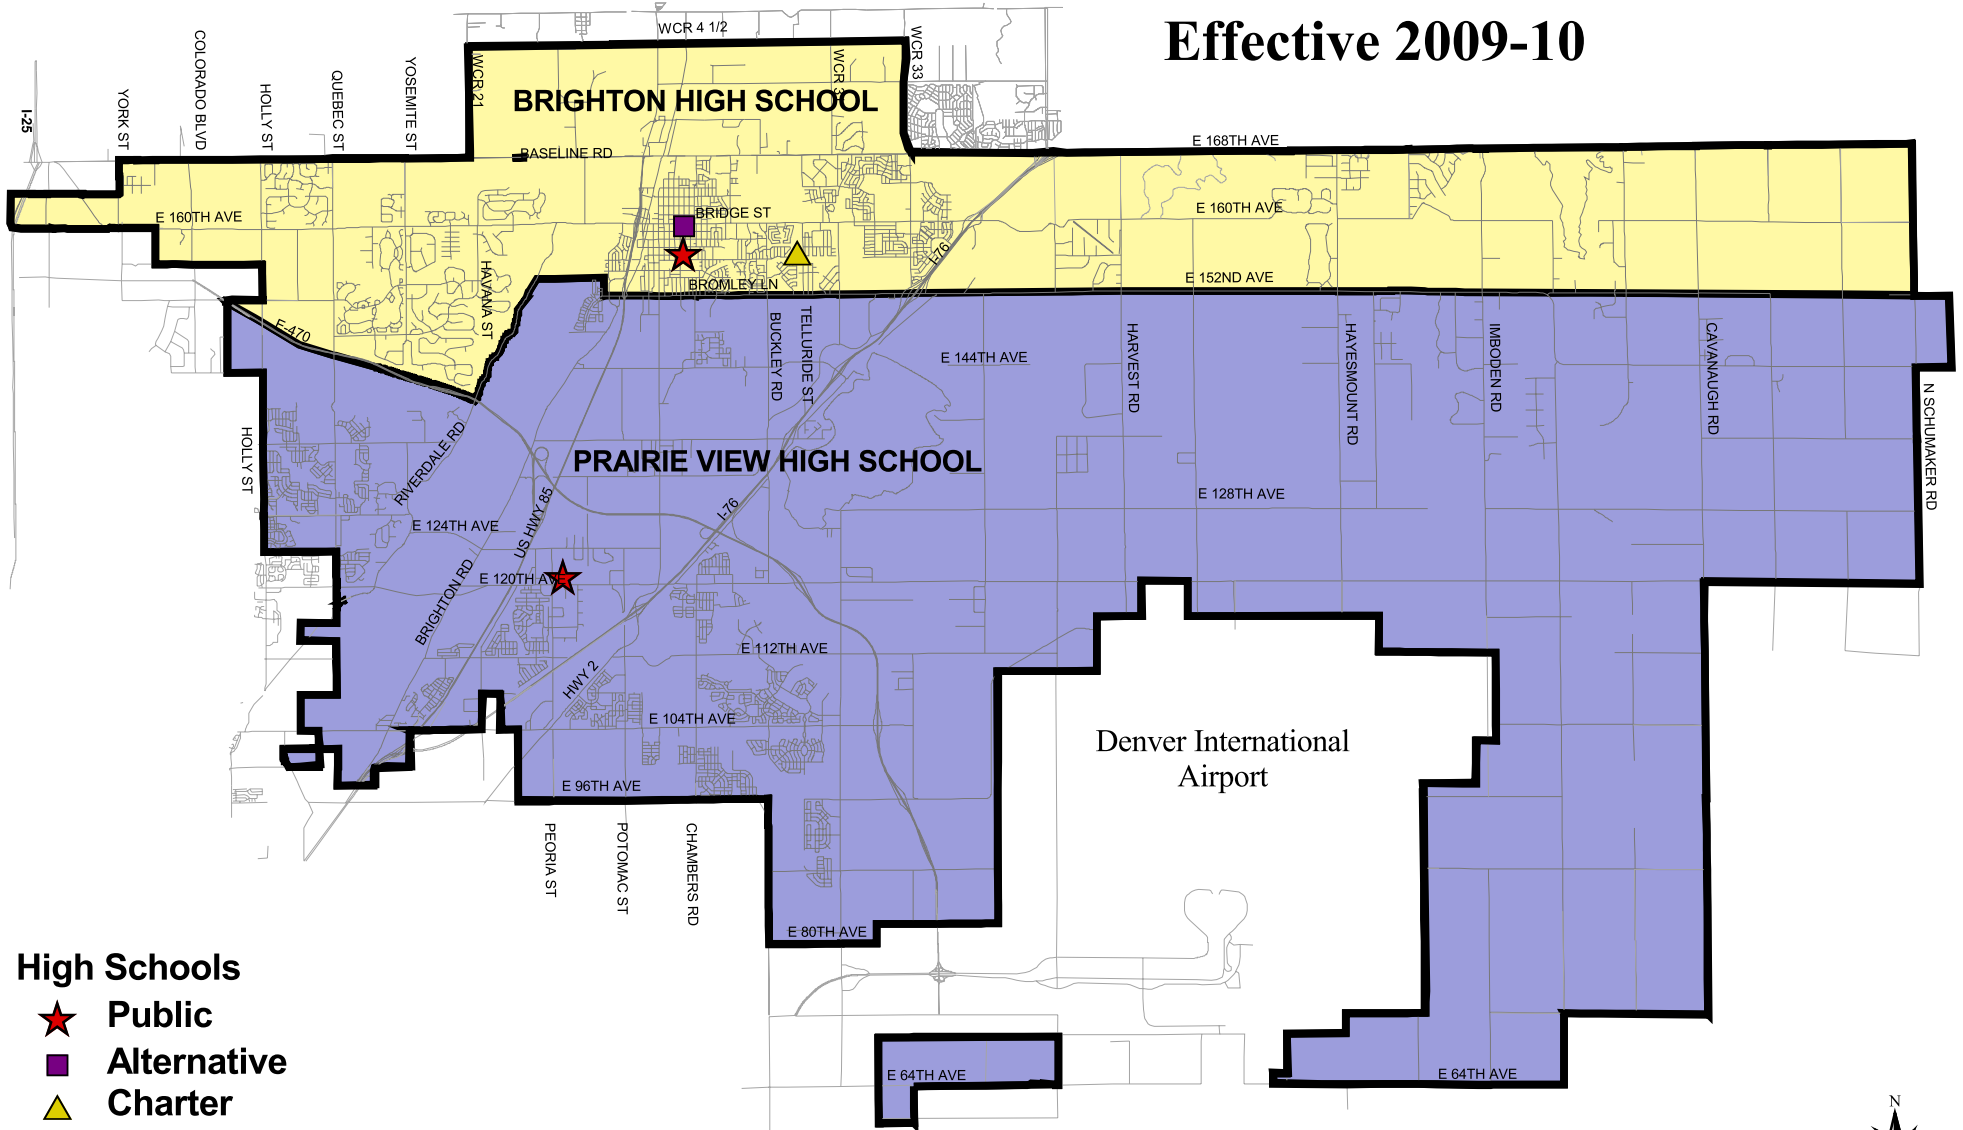 Effective 2009-10
WCR 4 1/2
WCR 33
WCR 21
COLORADO BLVD
YOSEMITE ST
QUEBEC ST
HOLLY ST
YORK ST
I-25
BRIGHTON HIGH SCHOOL
BASELINE RD
E 168TH AVE
E 160TH AVE
BRIDGE ST
E 160TH AVE
I-76
HAVANA ST
BROMLEY LN
E 152ND AVE
E-470
BUCKLEY RD
TELLURIDE ST
E 144TH AVE
HARVEST RD
HAYESMOUNT RD
IMBODEN RD
CAVANAUGH RD
N SCHUMAKER RD
HOLLY ST
RIVERDALE RD
PRAIRIE VIEW HIGH SCHOOL
E 128TH AVE
US HWY 85
I-76
E 124TH AVE
E 120TH AVE
BRIGHTON RD
E 112TH AVE
HWY 2
E 104TH AVE
Denver International
Airport
E 96TH AVE
PEORIA ST
POTOMAC ST
CHAMBERS RD
E 80TH AVE
High Schools
Public
Alternative
Charter
E 64TH AVE
E 64TH AVE
N